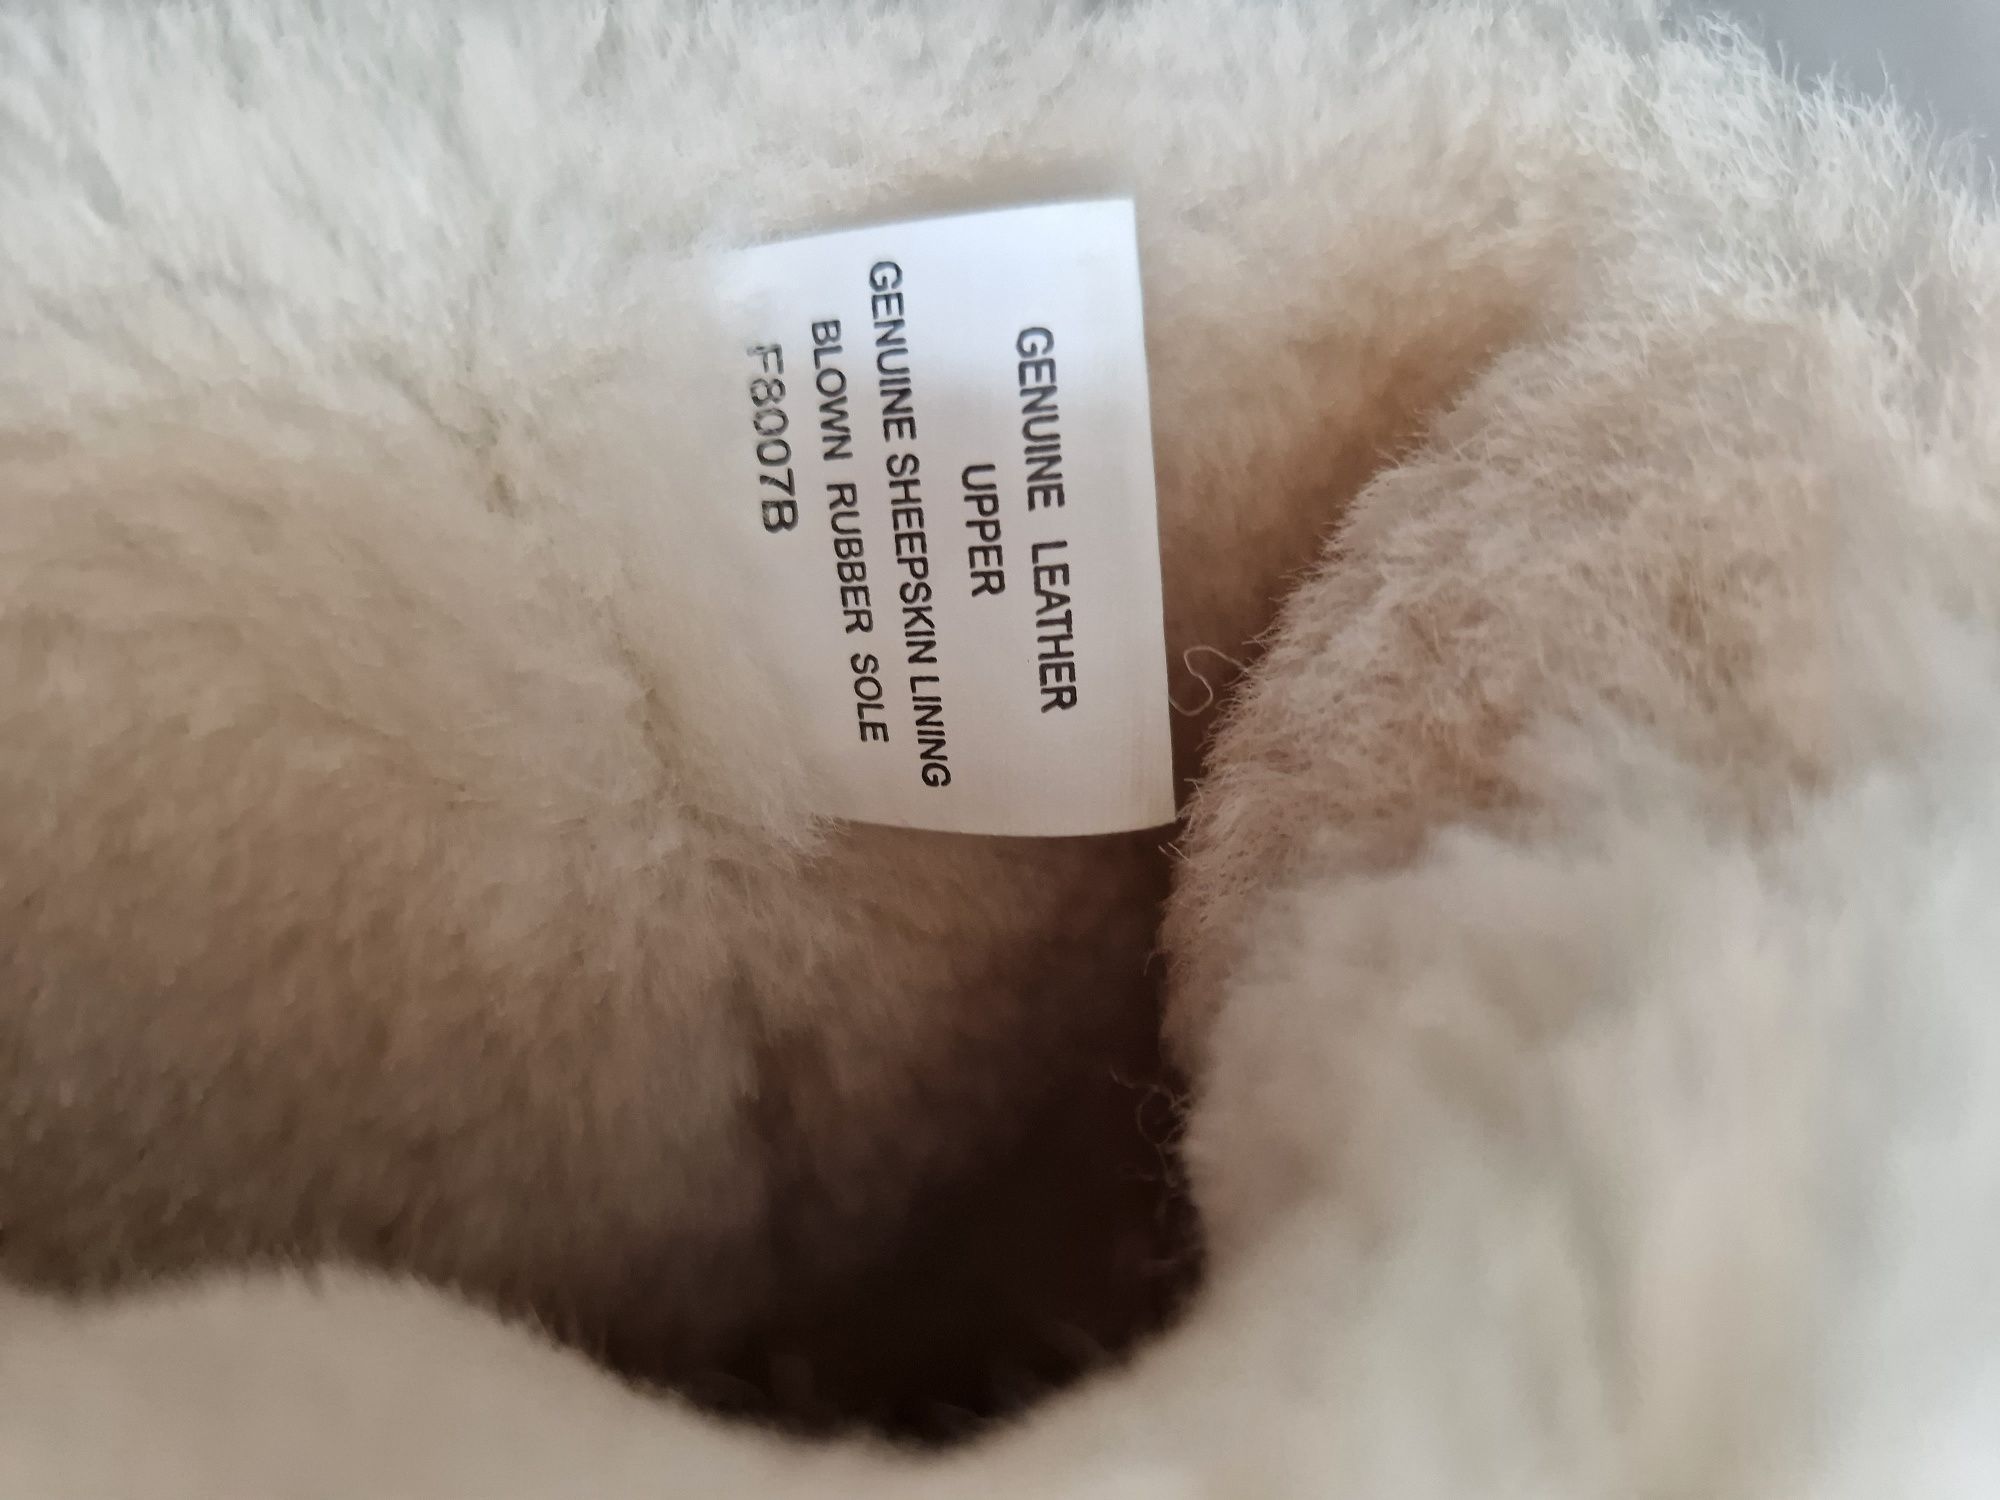 GENUINE LEATHER
UPPER
GENUINE SHEEPSKIN LINING
BLOWN RUBBER SOLE
F8007B